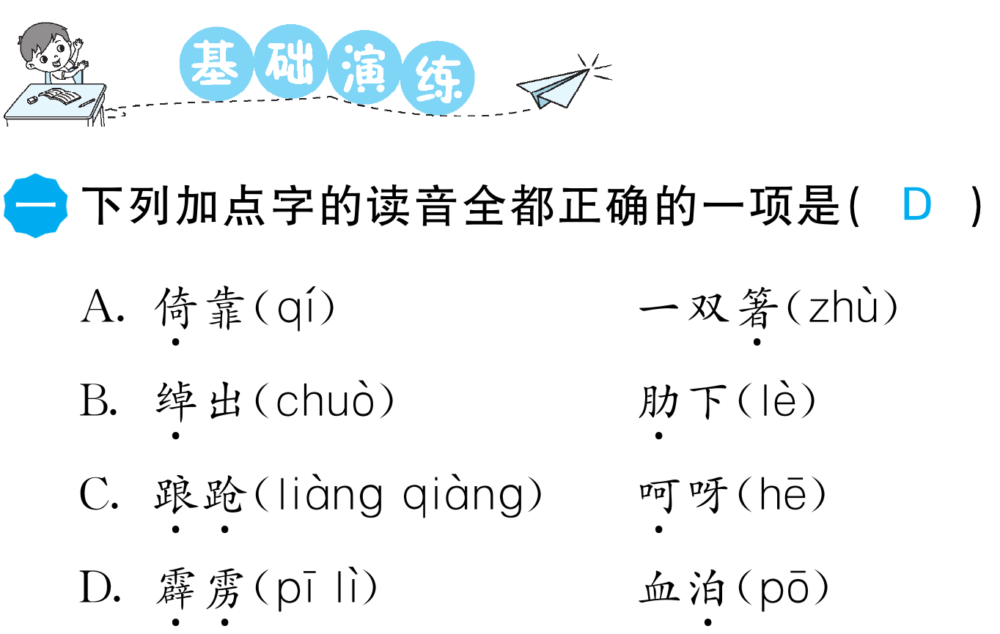 基础演练
一 下列加点字的读音全都正确的一项是( D )
A. 倚靠(qí) 一双箸(zhù)
B. 绰出(chuò) 肋下(lè)
C. 踉跄(liàng qiàng) 呵呀(hē)
D. 霹雳(pī lì) 血泊(pō)